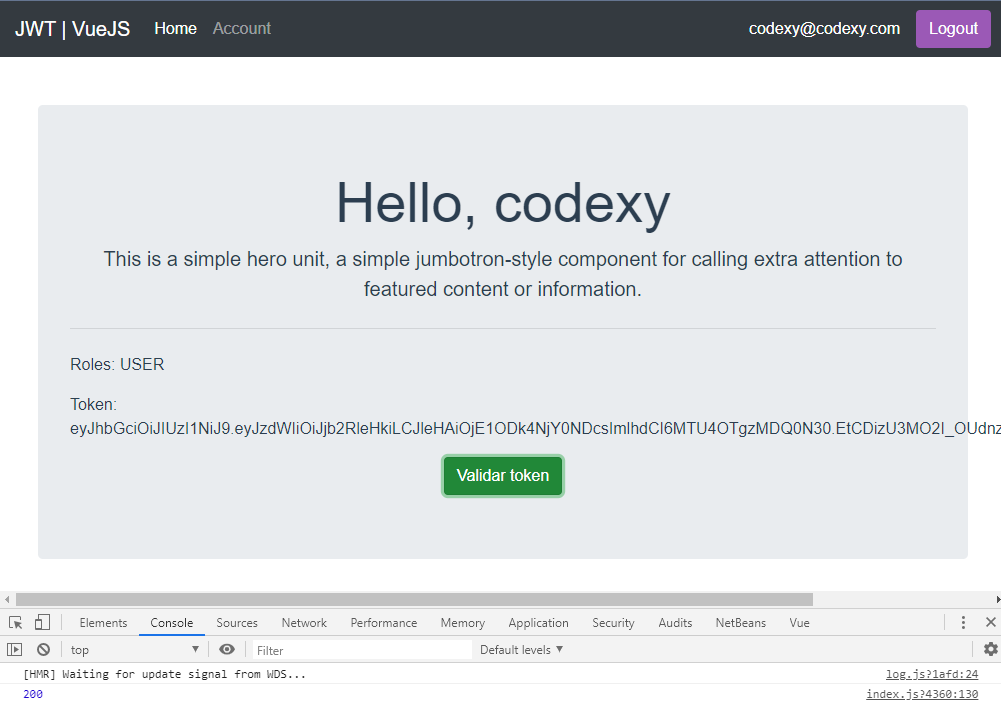 JWT | VueJS Home Account codexy@codexy.com Logout
Hello, codexy
This is a simple hero unit, a simple jumbotron-style component for calling extra attention to
featured content or information.
Roles: USER
Token:
eyJhbGciOiJIUzI1NiJ9.eyJzdWIiOiJjb2RleHkiLCJleHAiOjE1ODk4NjY0NDcsImlhdCI6MTU4OTgzMDQ0N30.EtCDizU3MO2I_OUdnz
Validar token
Elements Console Sources Network Performance Memory Application Security Audits NetBeans Vue
top Filter Default levels
[HMR] Waiting for update signal from WDS... log.js?1afd:24
200 index.js?4360:130